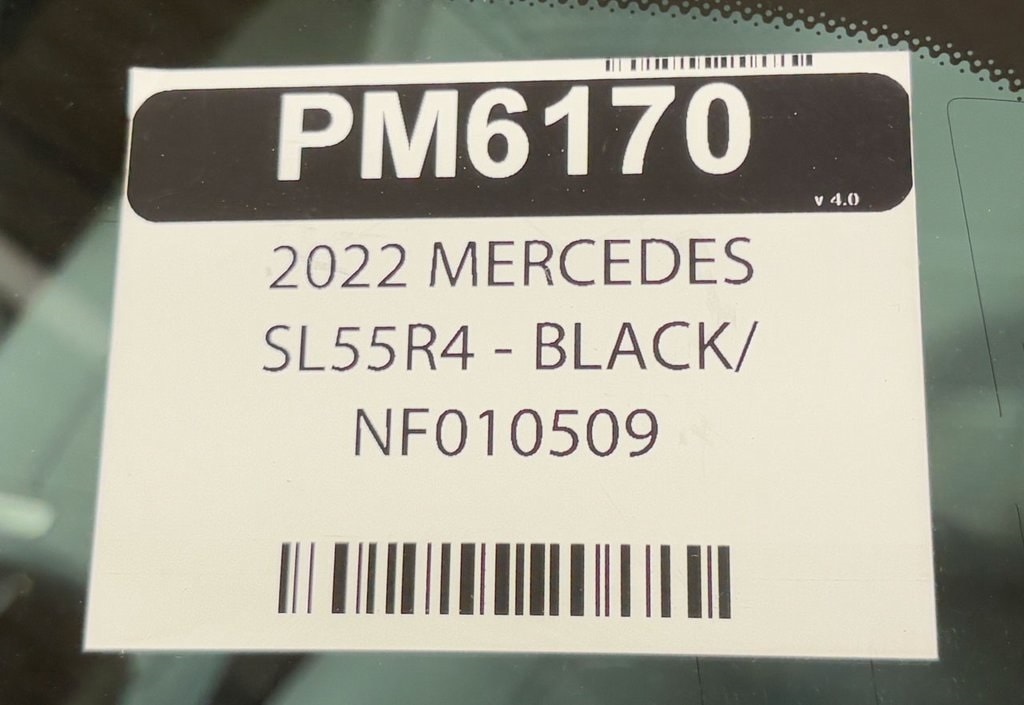 PM6170
v 4.0
2022 MERCEDES
SL55R4 - BLACK/
NF010509